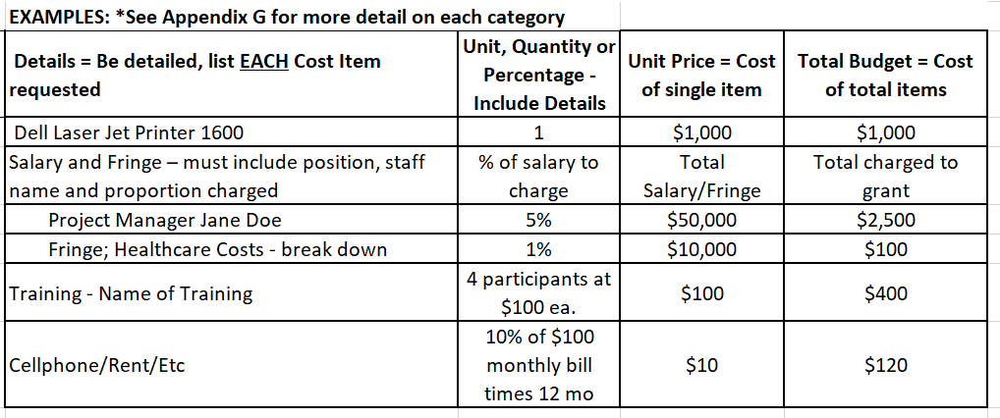 EXAMPLES: *See Appendix G for more detail on each category
Details = Be detailed, list EACH Cost Item
requested
Unit, Quantity or
Percentage -
Include Details
Unit Price = Cost
of single item
Total Budget = Cost
of total items
Dell Laser Jet Printer 1600
1
$1,000
$1,000
Salary and Fringe – must include position, staff
name and proportion charged
% of salary to
charge
Total
Salary/Fringe
Total charged to
grant
Project Manager Jane Doe
5%
$50,000
$2,500
Fringe; Healthcare Costs - break down
1%
$10,000
$100
Training - Name of Training
4 participants at
$100 ea.
$100
$400
Cellphone/Rent/Etc
10% of $100
monthly bill
times 12 mo
$10
$120